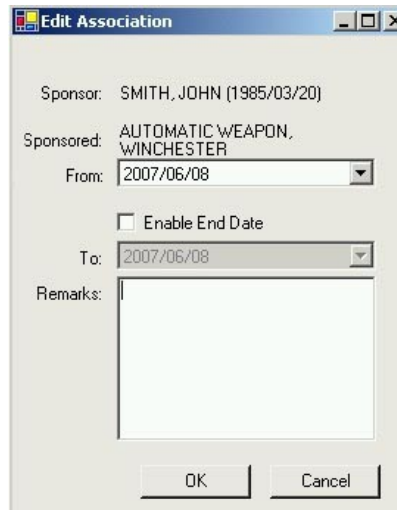 Edit Association
Sponsor: SMITH, JOHN (1985/03/20)
Sponsored: AUTOMATIC WEAPON,
WINCHESTER
From: 2007/06/08
Enable End Date
To: 2007/06/08
Remarks:
OK Cancel